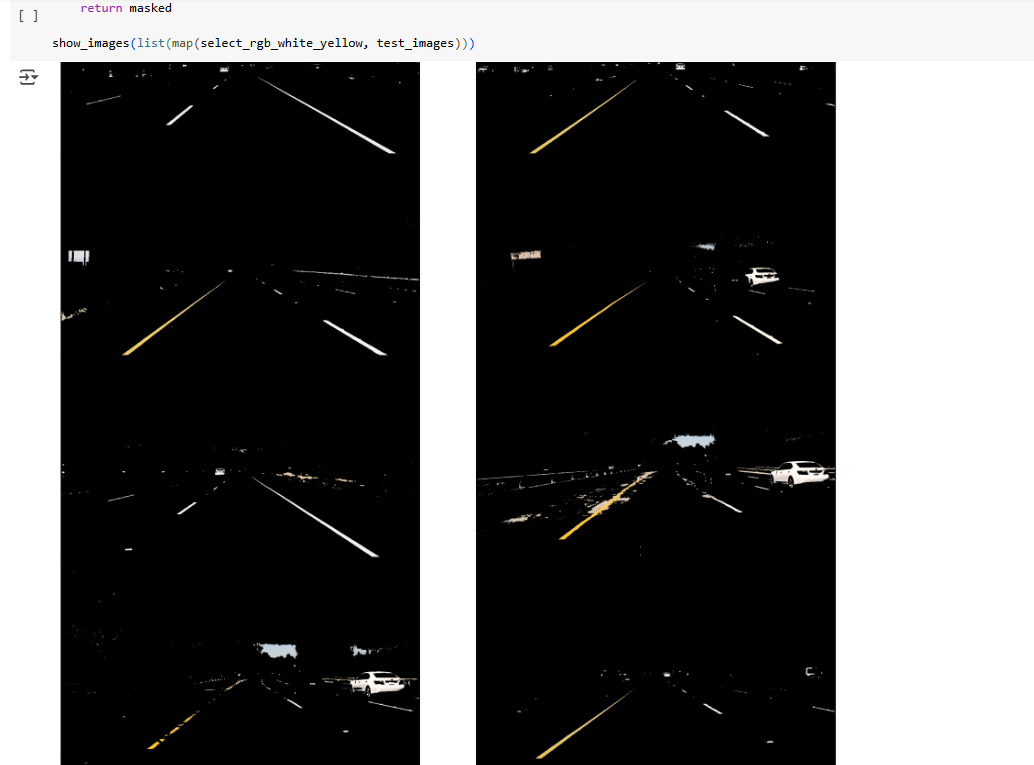 return masked
[ ]
show_images(list(map(select_rgb_white_yellow, test_images)))